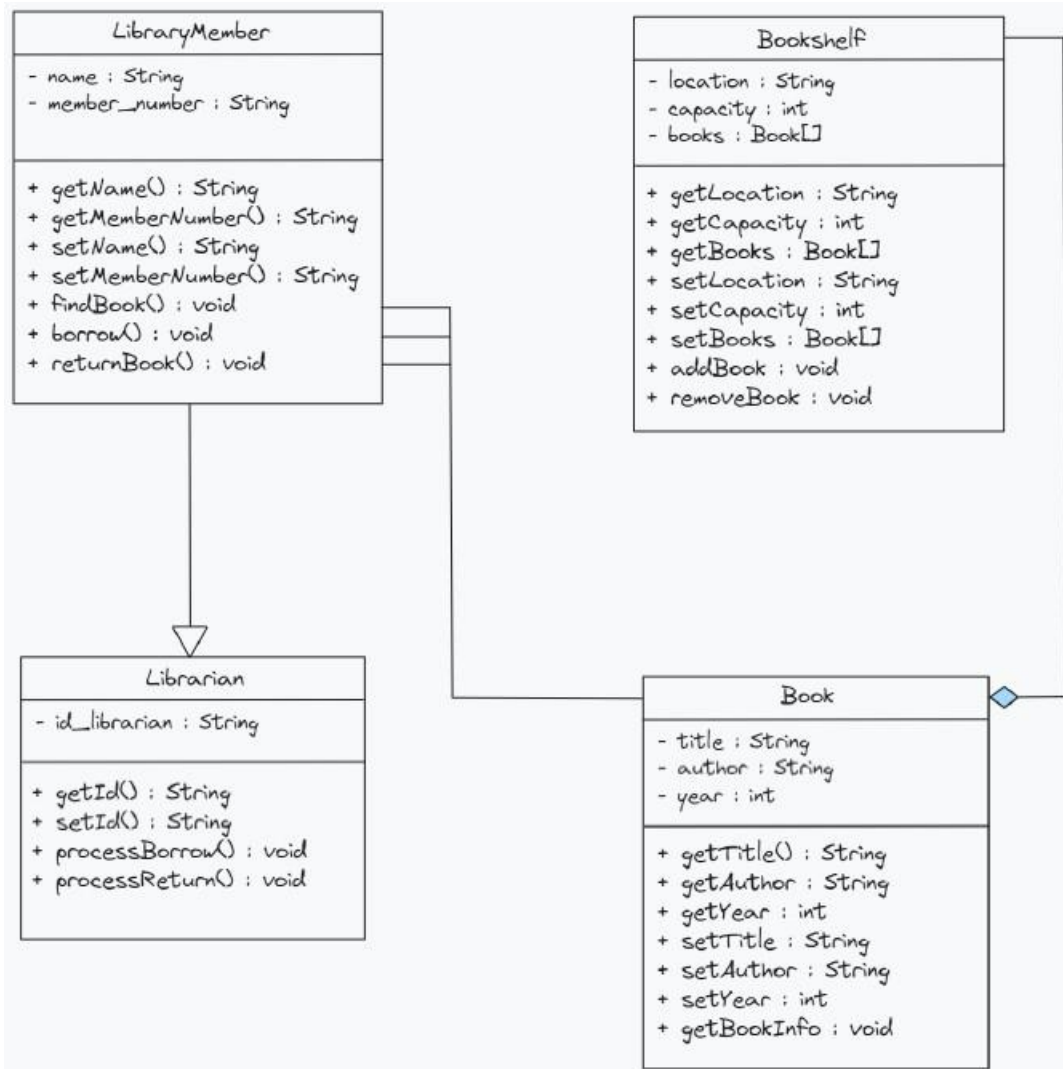 LibraryMember
- name : String
- member_number : String
+ getName() : String
+ getMemberNumber() : String
+ setName() : String
+ setMemberNumber() : String
+ findBook() : void
+ borrow() : void
+ returnBook() : void
Bookshelf
- location : String
- capacity : int
- books : Book[]
+ getLocation : String
+ getCapacity : int
+ getBooks : Book[]
+ setLocation : String
+ setCapacity : int
+ setBooks : Book[]
+ addBook : void
+ removeBook : void
Librarian
- id_librarian : String
+ getId() : String
+ setId() : String
+ processBorrow() : void
+ processReturn() : void
Book
- title : String
- author : String
- year : int
+ getTitle() : String
+ getAuthor : String
+ getYear : int
+ setTitle : String
+ setAuthor : String
+ setYear : int
+ getBookInfo : void